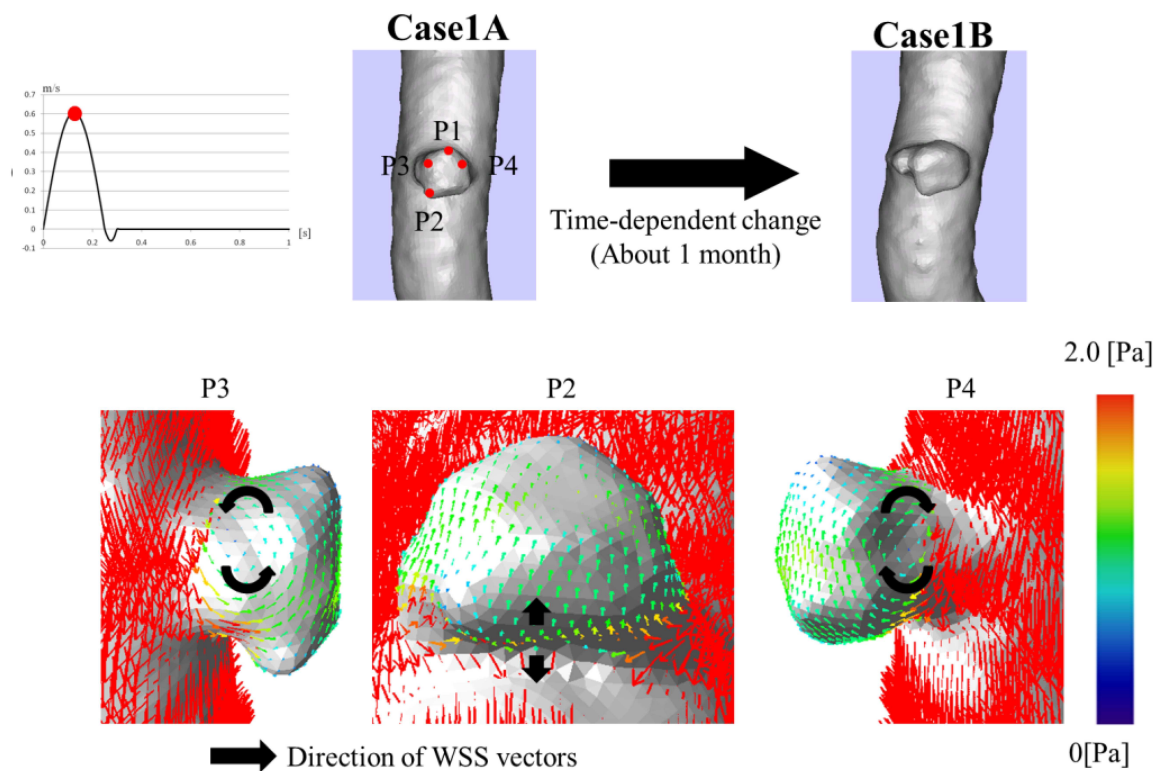 Case1A
Case1B
m/s
0.7
0.6
0.5
0.4
0.3
0.2
0.1
0
-0.1
0.2
0.4
0.6
0.8
1
[s]
P1
P3
P4
P2
Time-dependent change
(About 1 month)
2.0 [Pa]
P3
P2
P4
0[Pa]
Direction of WSS vectors